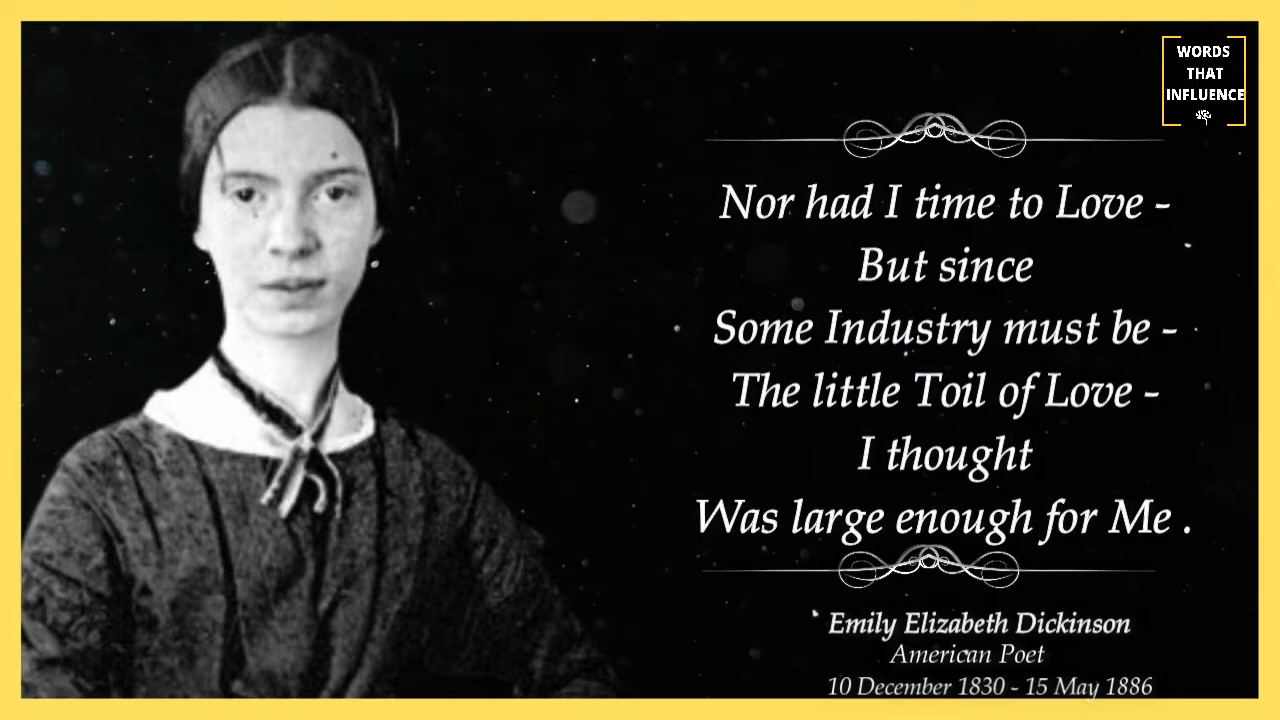 WORDS
THAT
INFLUENCE
Nor had I time to Love -
But since
Some Industry must be -
The little Toil of Love -
I thought
Was large enough for Me .
Emily Elizabeth Dickinson
American Poet
10 December 1830 - 15 May 1886